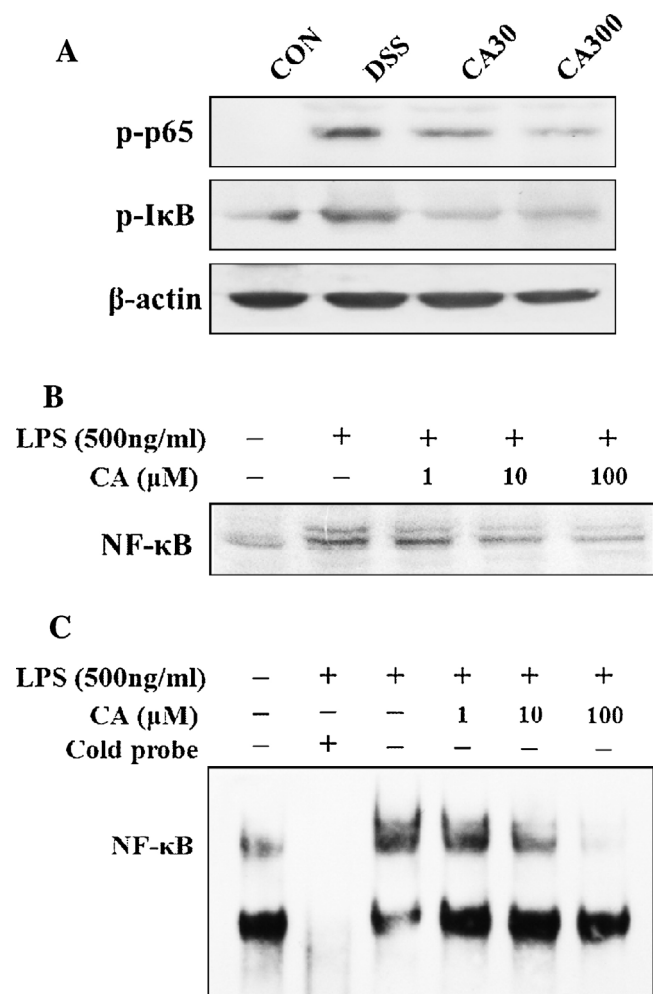 A
CON DSS CA30 CA300
p-p65
p-IκB
β-actin
B
LPS (500ng/ml) – + + + +
CA (μM) – – 1 10 100
NF-κB
C
LPS (500ng/ml) – + + + + +
CA (μM) – – – 1 10 100
Cold probe – + – – – –
NF-κB